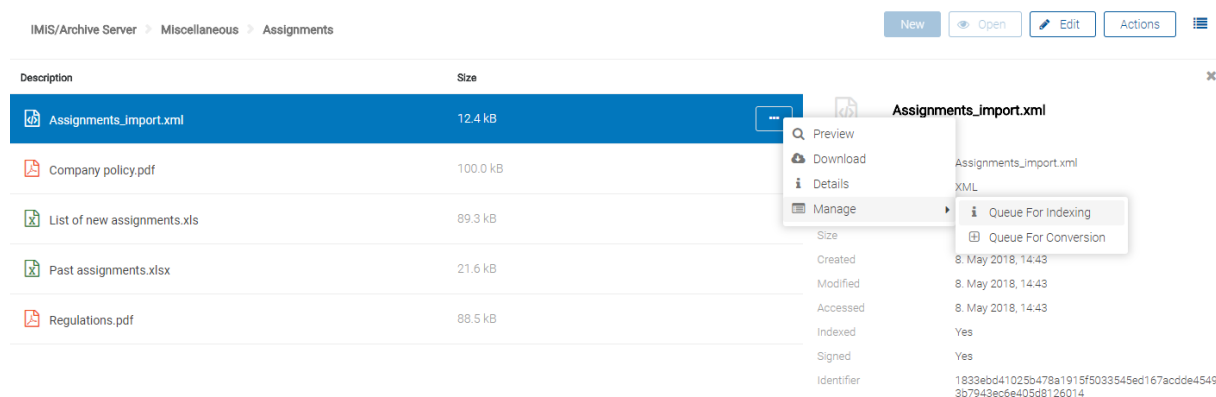 IMiS/Archive Server > Miscellaneous > Assignments
New Open Edit Actions
Description Size
Assignments_import.xml 12.4 kB
Company policy.pdf 100.0 kB
List of new assignments.xls 89.3 kB
Past assignments.xlsx 21.6 kB
Regulations.pdf 88.5 kB
Preview
Download
Details
Manage
Queue For Indexing
Queue For Conversion
Assignments_import.xml
Assignments_import.xml
XML
Size
Created 8. May 2018, 14:43
Modified 8. May 2018, 14:43
Accessed 8. May 2018, 14:43
Indexed Yes
Signed Yes
Identifier 1833ebd41025b478a1915f5033545ed167acdde4549
3b7943ec6e405d8126014